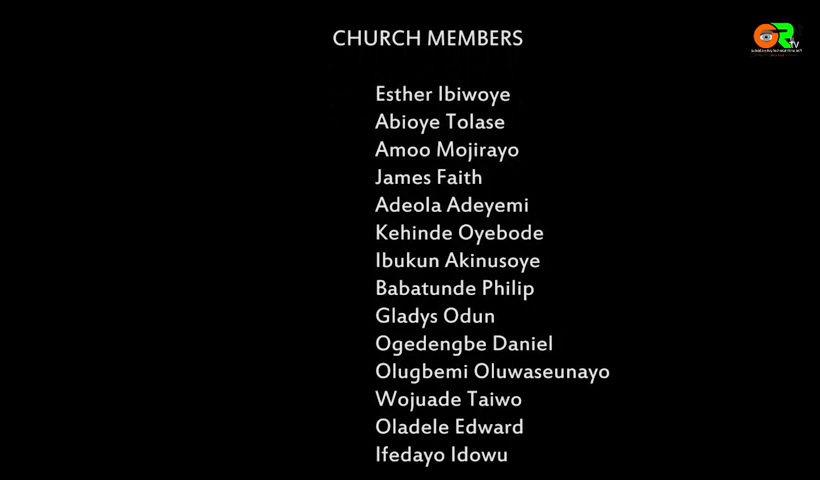 CHURCH MEMBERS
Esther Ibiwoye
Abioye Tolase
Amoo Mojirayo
James Faith
Adeola Adeyemi
Kehinde Oyebode
Ibukun Akinusoye
Babatunde Philip
Gladys Odun
Ogedengbe Daniel
Olugbemi Oluwaseunayo
Wojuade Taiwo
Oladele Edward
Ifedayo Idowu
TV